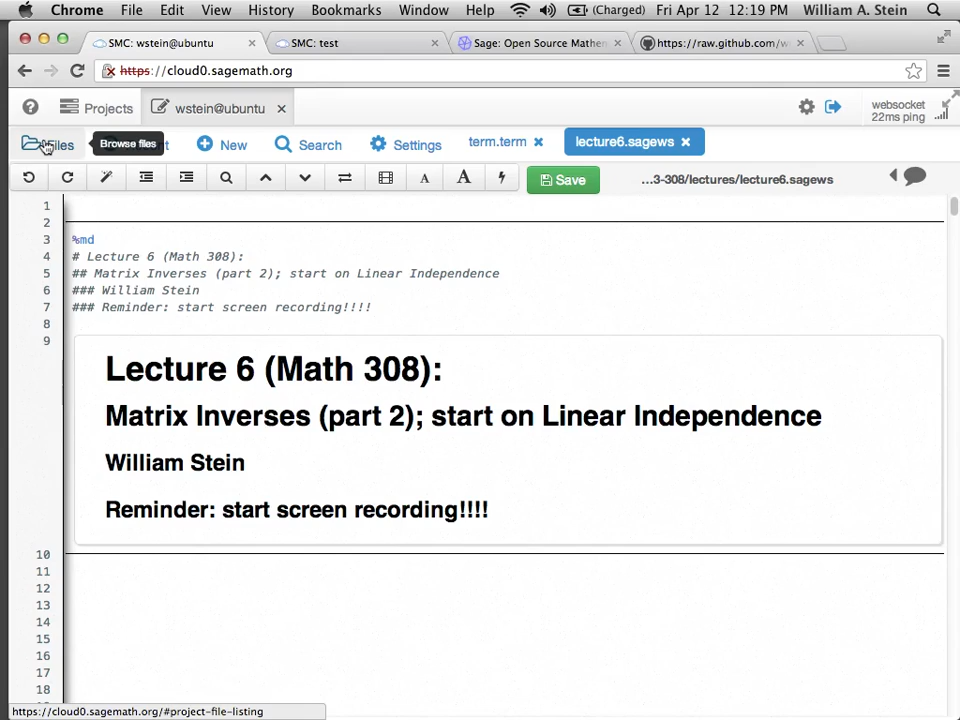 Chrome File Edit View History Bookmarks Window Help (Charged) Fri Apr 12 12:19 PM William A. Stein
SMC: wstein@ubuntu × SMC: test × Sage: Open Source Mathe × https://raw.github.com/w ×
https://cloud0.sagemath.org
Projects wstein@ubuntu × websocket
22ms ping
Files Browse files New Search Settings term.term × lecture6.sagews ×
A A Save ...3-308/lectures/lecture6.sagews
1
2
3 %md
4 # Lecture 6 (Math 308):
5 ## Matrix Inverses (part 2); start on Linear Independence
6 ### William Stein
7 ### Reminder: start screen recording!!!!
8
9
Lecture 6 (Math 308):
Matrix Inverses (part 2); start on Linear Independence
William Stein
Reminder: start screen recording!!!!
10
11
12
13
14
15
16
17
18
https://cloud0.sagemath.org/#project-file-listing